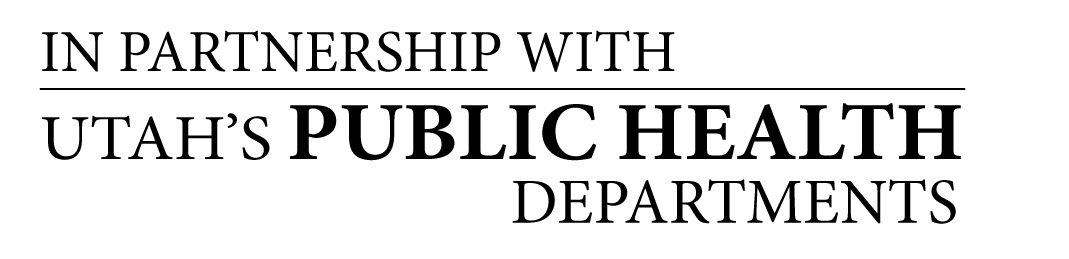 IN PARTNERSHIP WITH
UTAH’S PUBLIC HEALTH
DEPARTMENTS